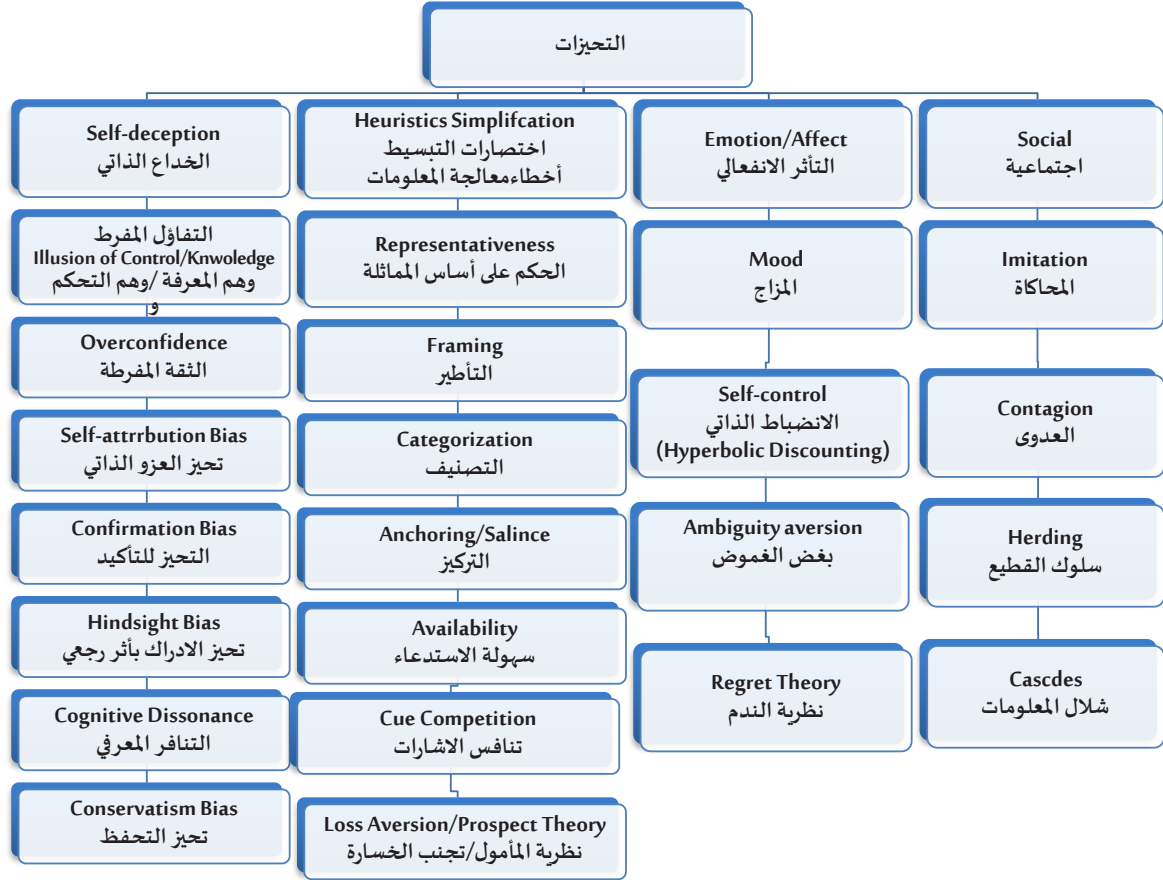 التحيزات
Self-deception
الخداع الذاتي
التفاؤل المفرط
Illusion of Control/Knwoledge
وهم المعرفة /وهم التحكم
و
Overconfidence
الثقة المفرطة
Self-attrrbution Bias
تحيز العزو الذاتي
Confirmation Bias
التحيز للتأكيد
Hindsight Bias
تحيز الادراك بأثر رجعي
Cognitive Dissonance
التنافر المعرفي
Conservatism Bias
تحيز التحفظ
Heuristics Simplifcation
اختصارات التبسيط
أخطاءمعالجة المعلومات
Representativeness
الحكم على أساس المماثلة
Framing
التأطير
Categorization
التصنيف
Anchoring/Salince
التركيز
Availability
سهولة الاستدعاء
Cue Competition
تنافس الاشارات
Loss Aversion/Prospect Theory
نظرية المأمول/تجنب الخسارة
Emotion/Affect
التأثر الانفعالي
Mood
المزاج
Self-control
الانضباط الذاتي
(Hyperbolic Discounting)
Ambiguity aversion
بغض الغموض
Regret Theory
نظرية الندم
Social
اجتماعية
Imitation
المحاكاة
Contagion
العدوى
Herding
سلوك القطيع
Cascdes
شلال المعلومات